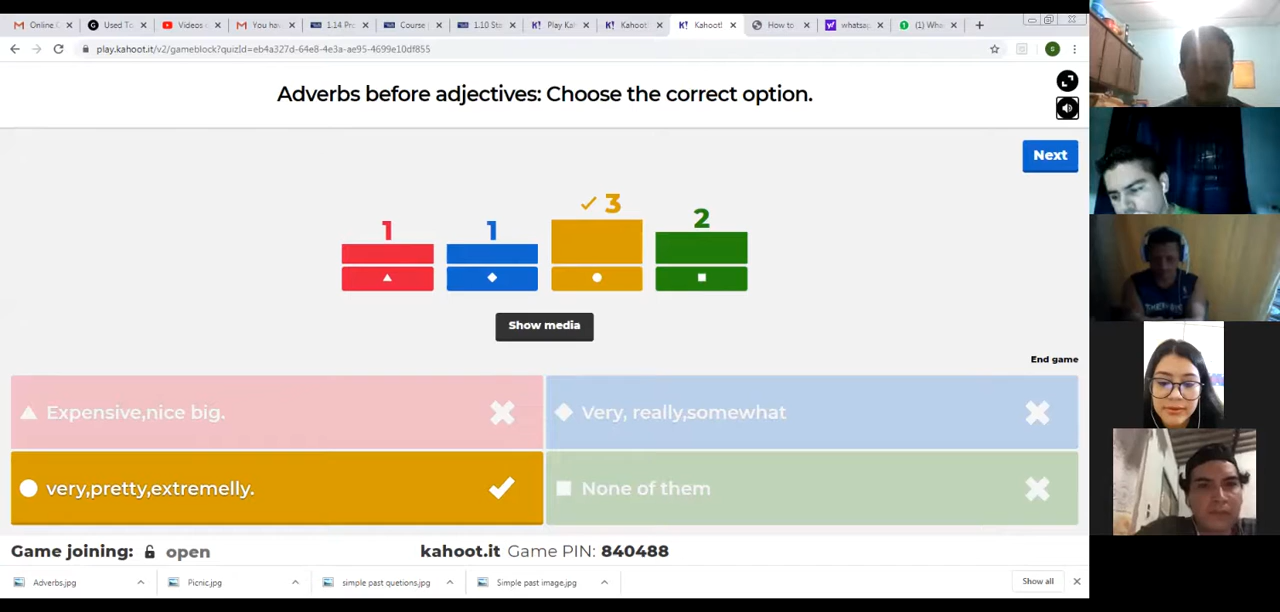 Online C
Used To
Videos
You hav
1.14 Pro
Course
1.10 Sta
Play Ka
Kahoot
Kahoot!
How to
whatsa
(1) Wha
play.kahoot.it/v2/gameblock?quizId=eb4a327d-64e8-4e3a-ae95-4699e10df855
Adverbs before adjectives: Choose the correct option.
Next
1
1
3
2
Show media
End game
Expensive,nice big.
Very, really,somewhat
very,pretty,extremelly.
None of them
Game joining: open
kahoot.it Game PIN: 840488
Adverbs.jpg
Picnic.jpg
simple past quetions.jpg
Simple past image.jpg
Show all